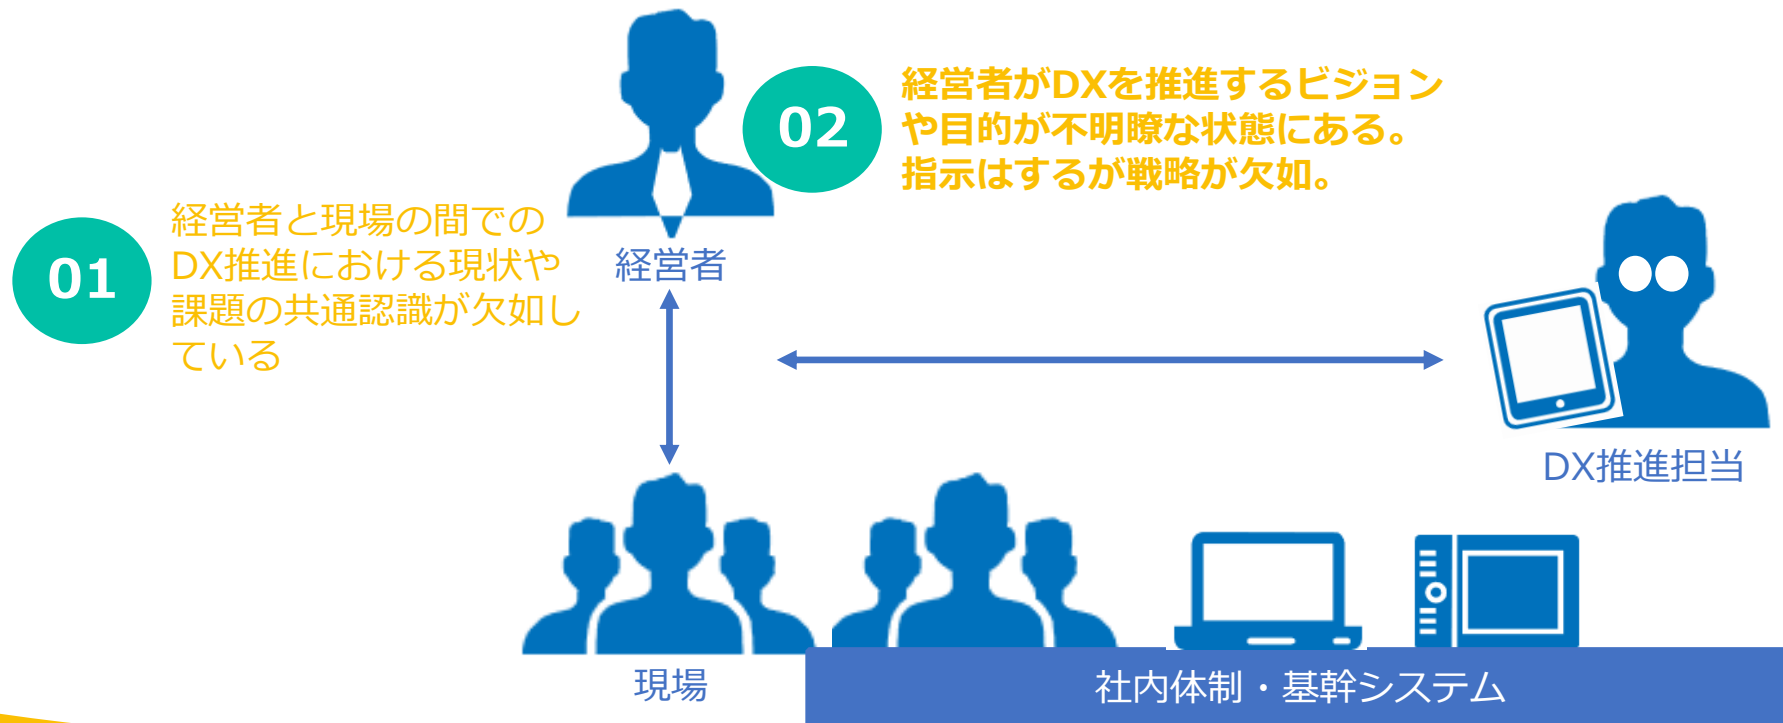 01
経営者と現場の間での
DX推進における現状や
課題の共通認識が欠如し
ている
経営者
02
経営者がDXを推進するビジョン
や目的が不明瞭な状態にある。
指示はするが戦略が欠如。
DX推進担当
現場
社内体制・基幹システム